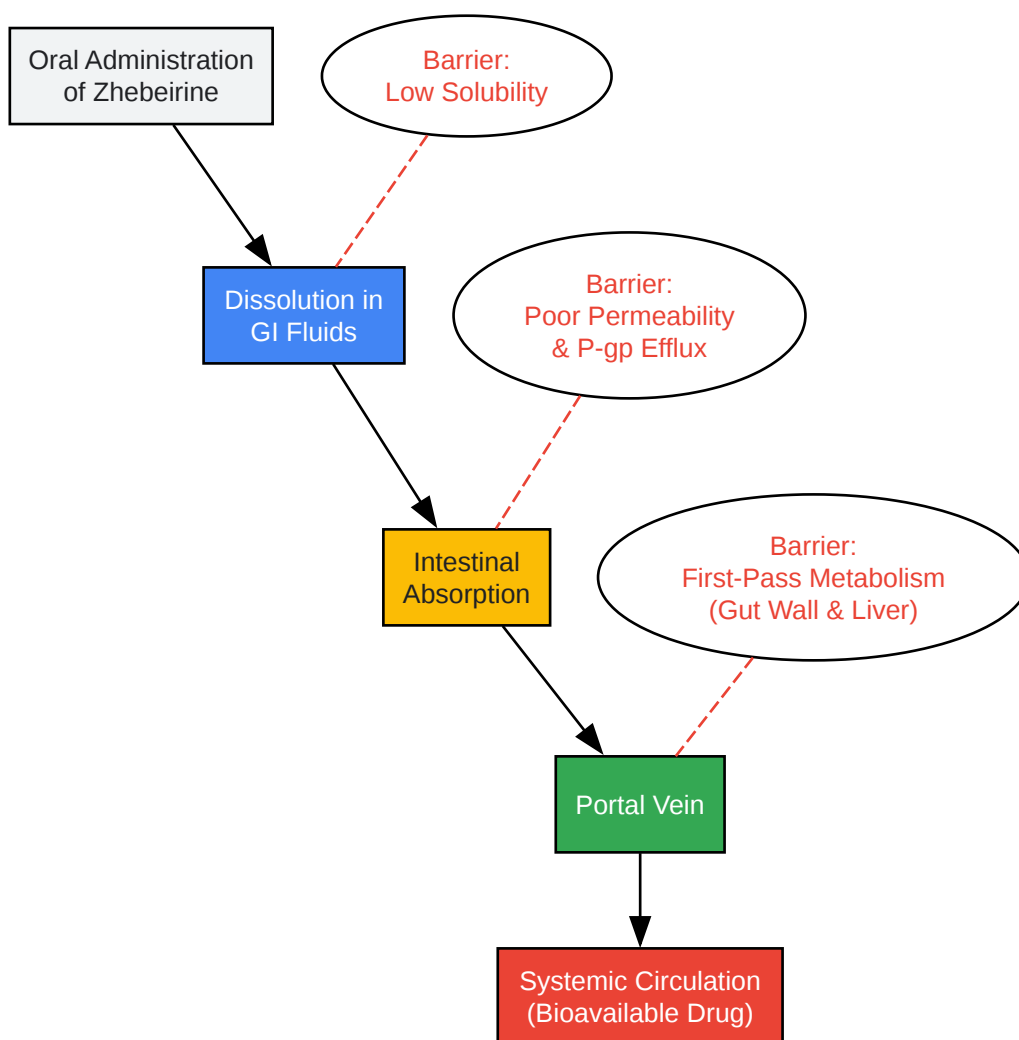 Oral Administration
of Zhebeirine
Barrier:
Low Solubility
Dissolution in
GI Fluids
Barrier:
Poor Permeability
& P-gp Efflux
Intestinal
Absorption
Barrier:
First-Pass Metabolism
(Gut Wall & Liver)
Portal Vein
Systemic Circulation
(Bioavailable Drug)